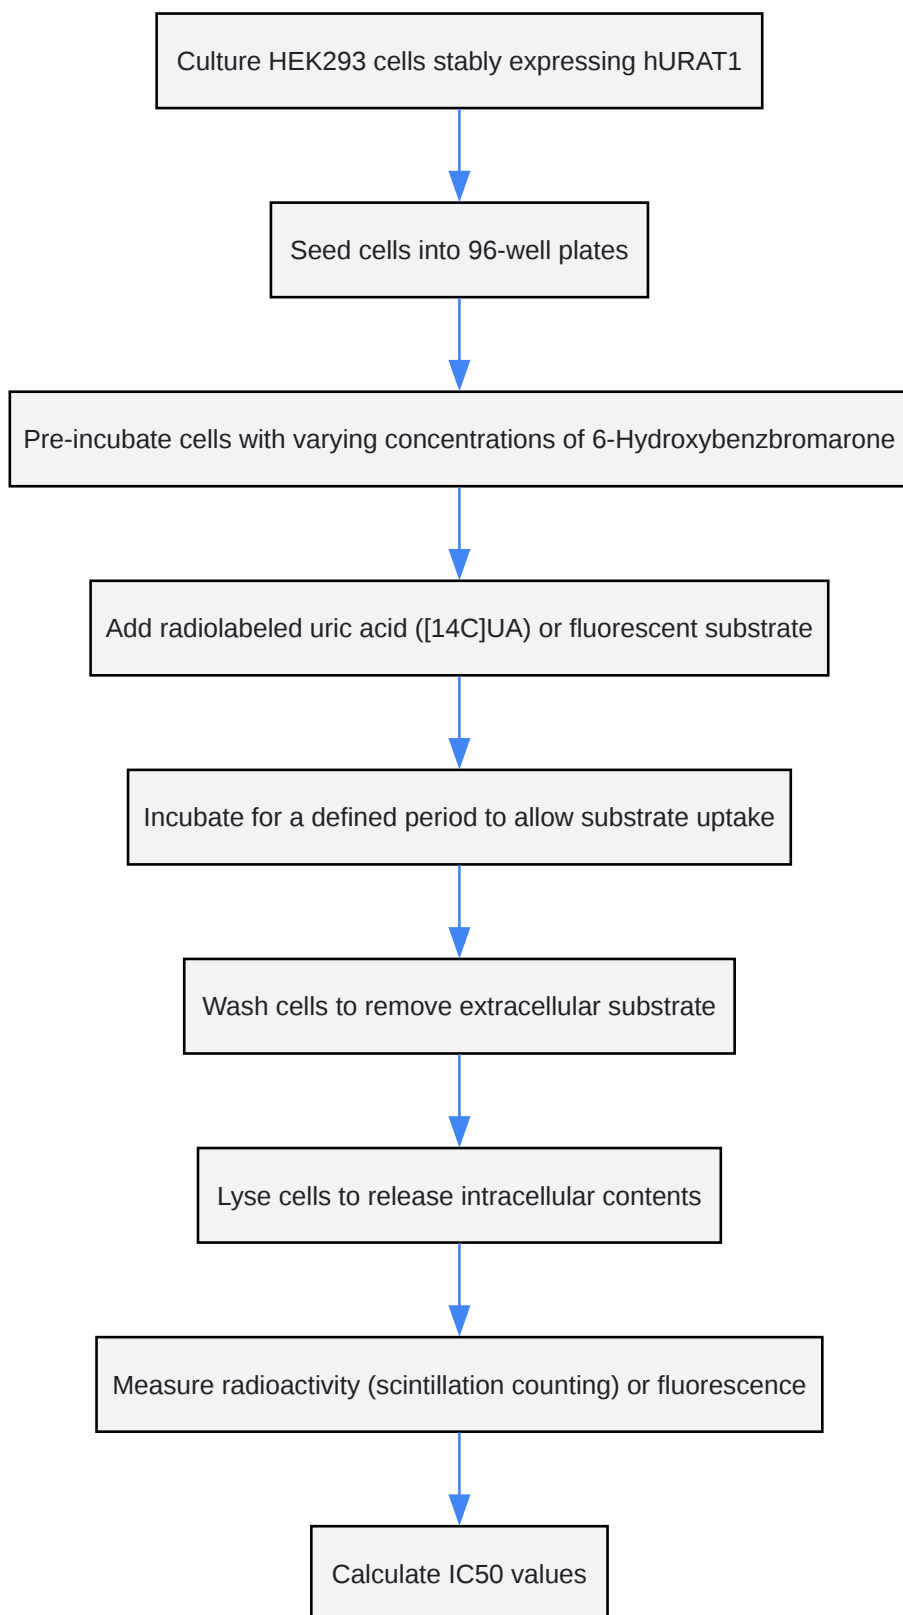 Culture HEK293 cells stably expressing hURAT1
Seed cells into 96-well plates
Pre-incubate cells with varying concentrations of 6-Hydroxybenzbromarone
Add radiolabeled uric acid ([14C]UA) or fluorescent substrate
Incubate for a defined period to allow substrate uptake
Wash cells to remove extracellular substrate
Lyse cells to release intracellular contents
Measure radioactivity (scintillation counting) or fluorescence
Calculate IC50 values